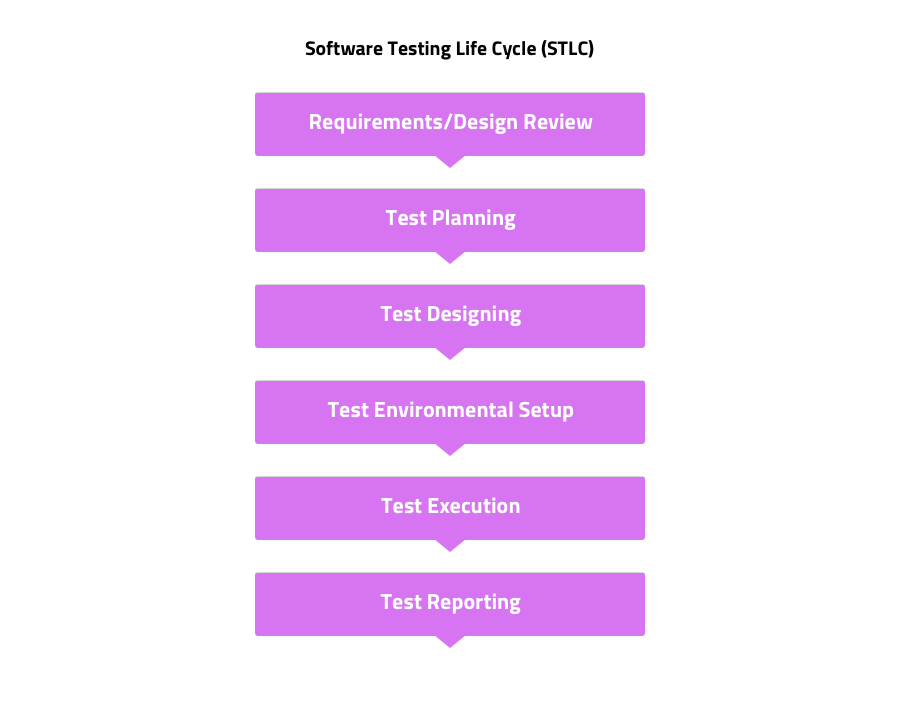 Software Testing Life Cycle (STLC)
Requirements/Design Review
Test Planning
Test Designing
Test Environmental Setup
Test Execution
Test Reporting